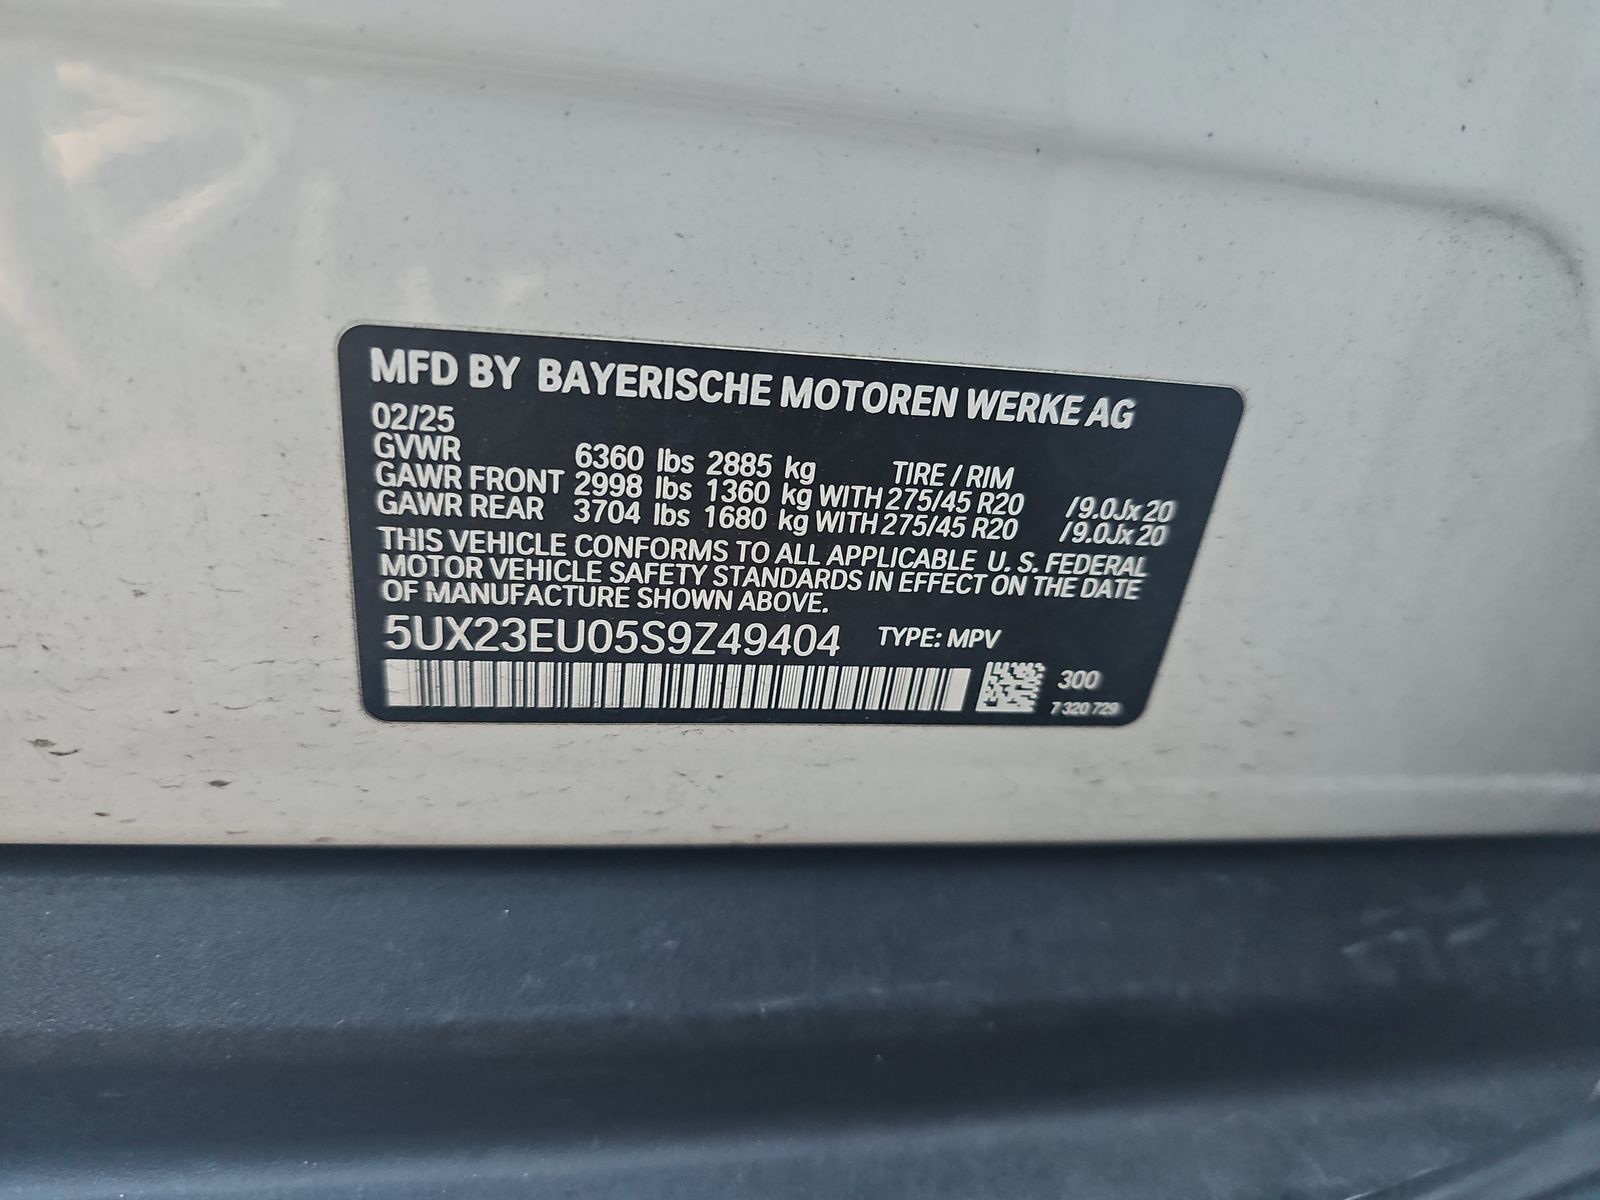 MFD BY BAYERISCHE MOTOREN WERKE AG
02/25
GVWR 6360 lbs 2885 kg TIRE / RIM
GAWR FRONT 2998 lbs 1360 kg WITH 275/45 R20 /9.0Jx20
GAWR REAR 3704 lbs 1680 kg WITH 275/45 R20 /9.0Jx20
THIS VEHICLE CONFORMS TO ALL APPLICABLE U. S. FEDERAL
MOTOR VEHICLE SAFETY STANDARDS IN EFFECT ON THE DATE
OF MANUFACTURE SHOWN ABOVE.
5UX23EU05S9Z49404 TYPE: MPV
300
7 320 729